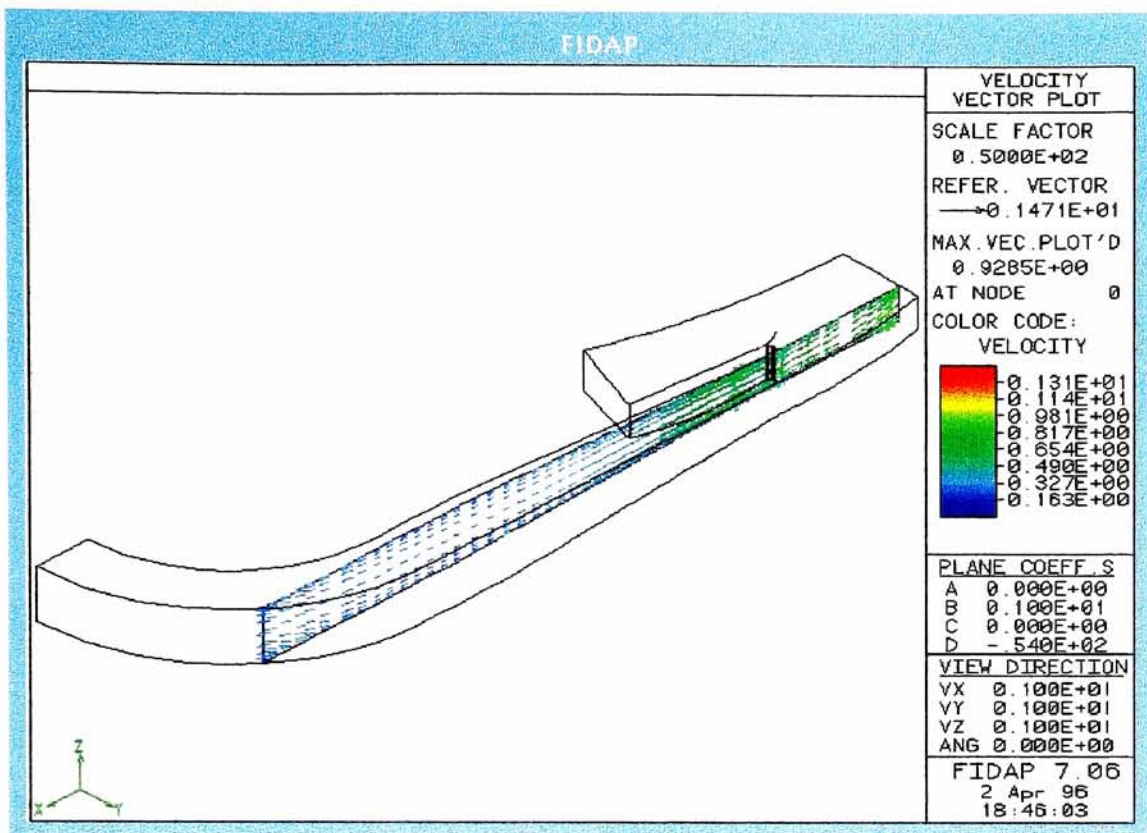 FIDAP
VELOCITY
VECTOR PLOT
SCALE FACTOR
0.5000E+02
REFER. VECTOR
0.1471E+01
MAX.VEC.PLOT'D
0.9285E+00
AT NODE 0
COLOR CODE:
VELOCITY
0.131E+01
0.114E+01
0.981E+00
0.817E+00
0.654E+00
0.490E+00
0.327E+00
0.163E+00
PLANE COEFF.S
A 0.000E+00
B 0.100E+01
C 0.000E+00
D -.540E+02
VIEW DIRECTION
VX 0.100E+01
VY 0.100E+01
VZ 0.100E+01
ANG 0.000E+00
FIDAP 7.06
2 Apr 96
18:46:03
Z
X Y